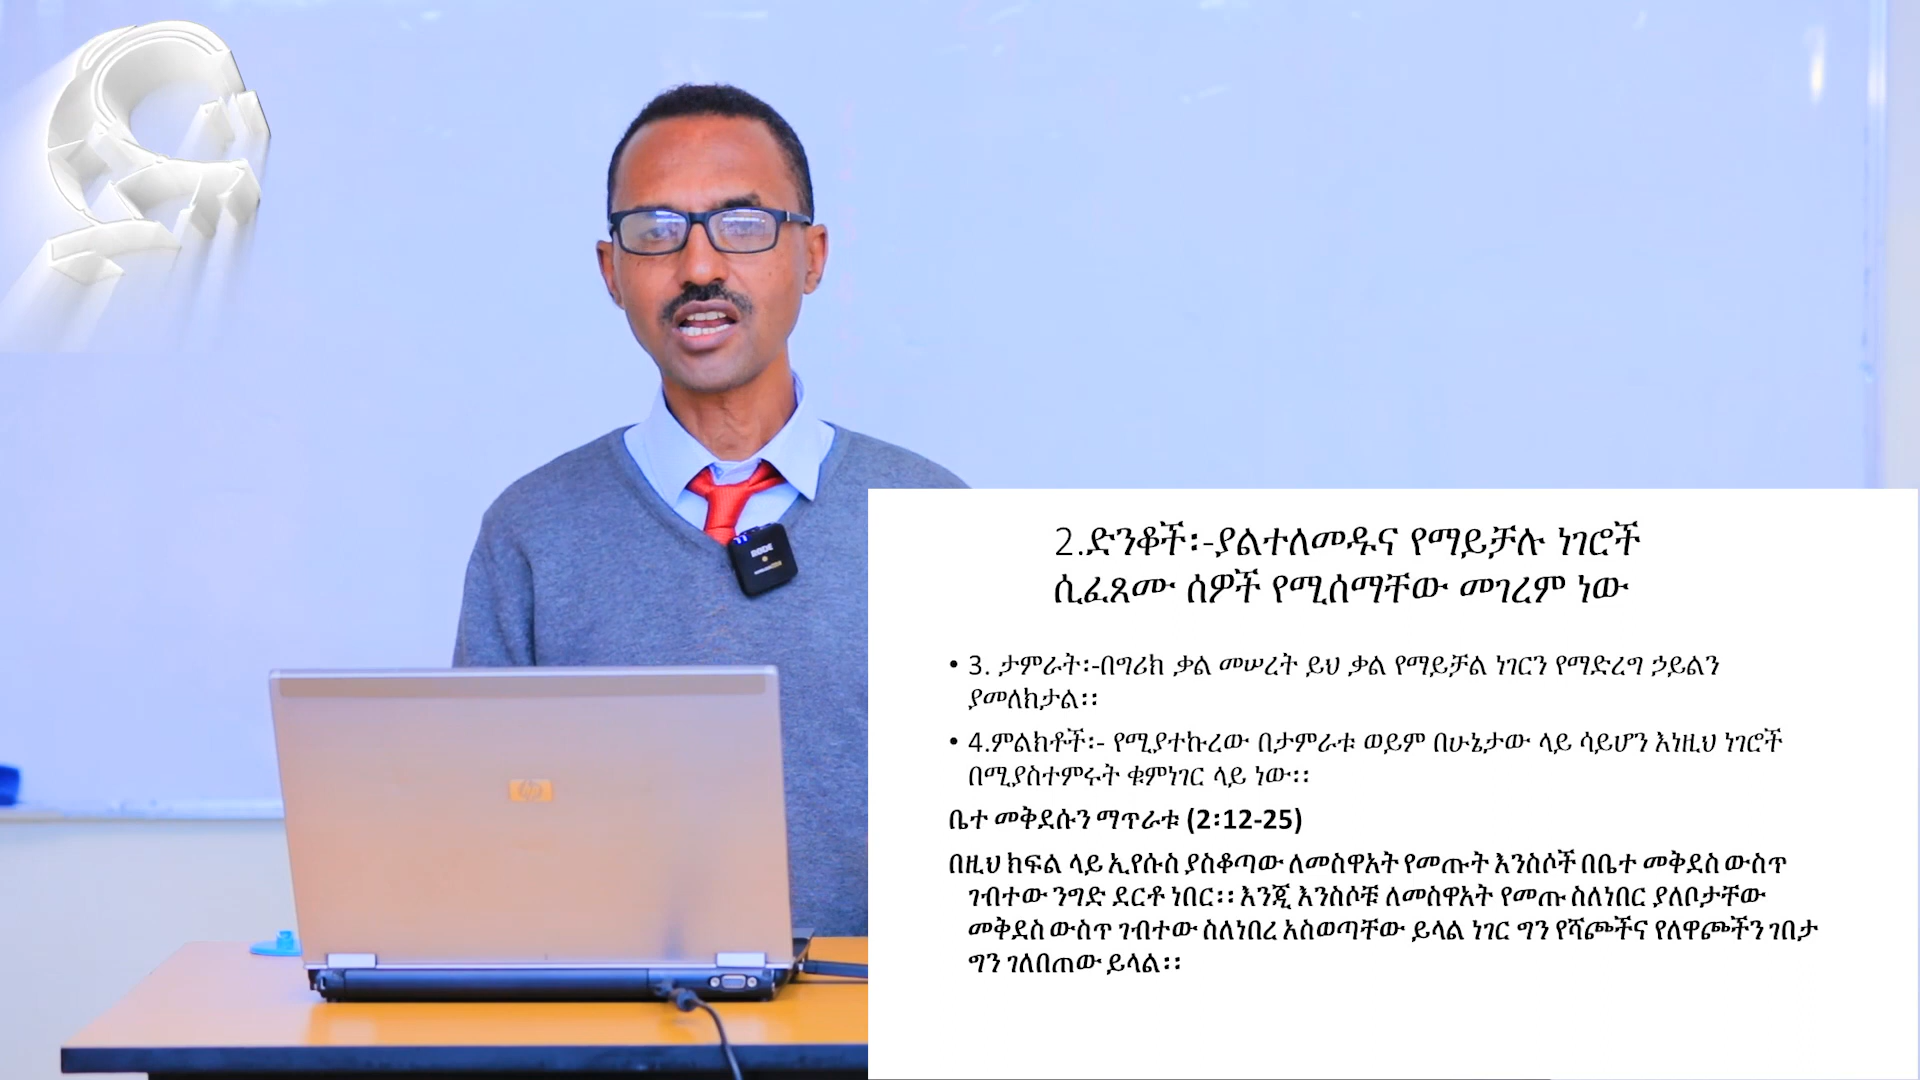 2.ድንቆች፡-ያልተለመዱና የማይቻሉ ነገሮች
ሲፈጸሙ ሰዎች የሚሰማቸው መገረም ነው
• 3. ታምራት፡-በግሪክ ቃል መሠረት ይህ ቃል የማይቻል ነገርን የማድረግ ኃይልን
ያመለክታል፡፡
• 4.ምልክቶች፡- የሚያተኩረው በታምራቱ ወይም በሁኔታው ላይ ሳይሆን እነዚህ ነገሮች
በሚያስተምሩት ቁምነገር ላይ ነው፡፡
ቤተ መቅደሱን ማጥራቱ (2፡12-25)
በዚህ ክፍል ላይ ኢየሱስ ያስቆጣው ለመስዋእት የመጡት እንስሶች በቤተ መቅደስ ውስጥ
ገብተው ንግድ ደርቶ ነበር፡፡ እንጂ እንስሶቹ ለመስዋእት የመጡ ስለነበር ያለቦታቸው
መቅደስ ውስጥ ገብተው ስለነበረ አስወጣቸው ይላል ነገር ግን የሻጮችና የለዋጮችን ገበታ
ግን ገለበጠው ይላል፡፡
RODE
hp